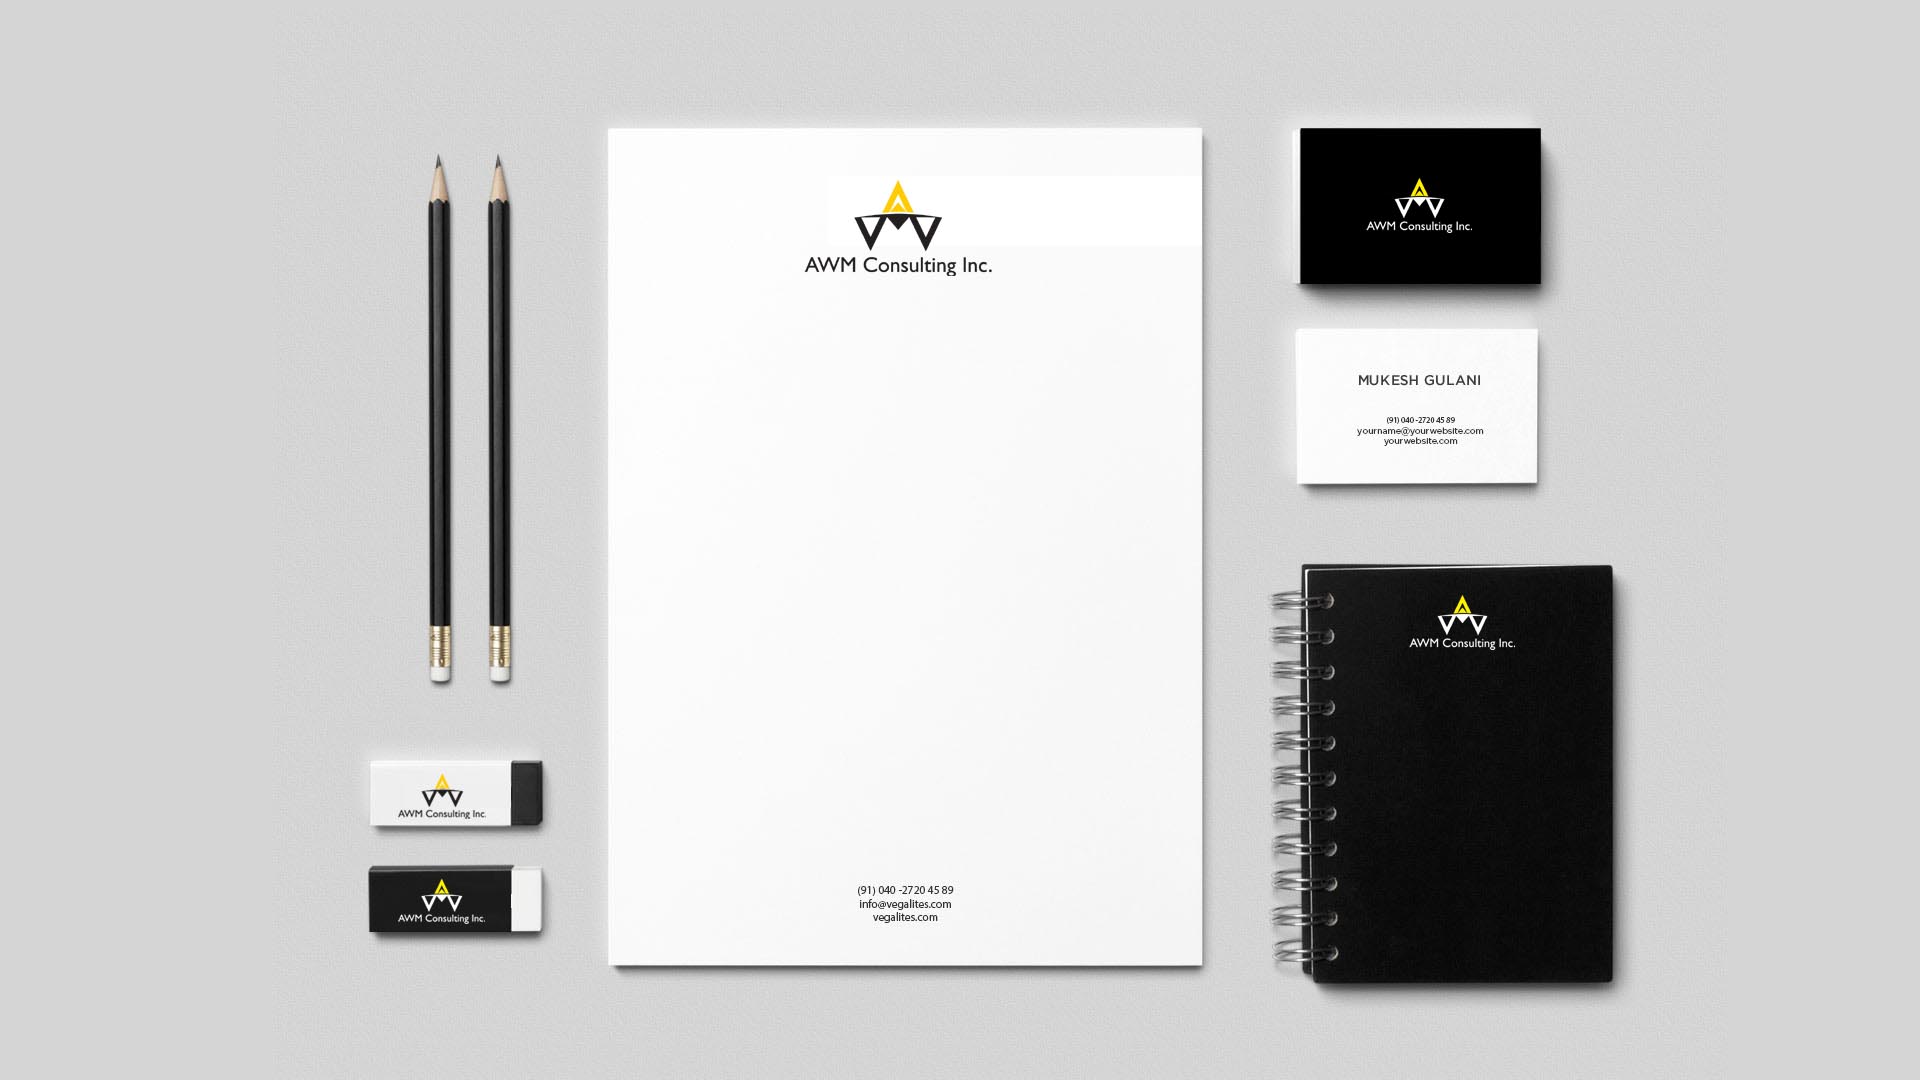 AWM Consulting Inc.
(91) 040 -2720 45 89
info@vegalites.com
vegalites.com
AWM Consulting Inc.
MUKESH GULANI
(91) 040 -2720 45 89
yourname@yourwebsite.com
yourwebsite.com
AWM Consulting Inc.
AWM Consulting Inc.
AWM Consulting Inc.